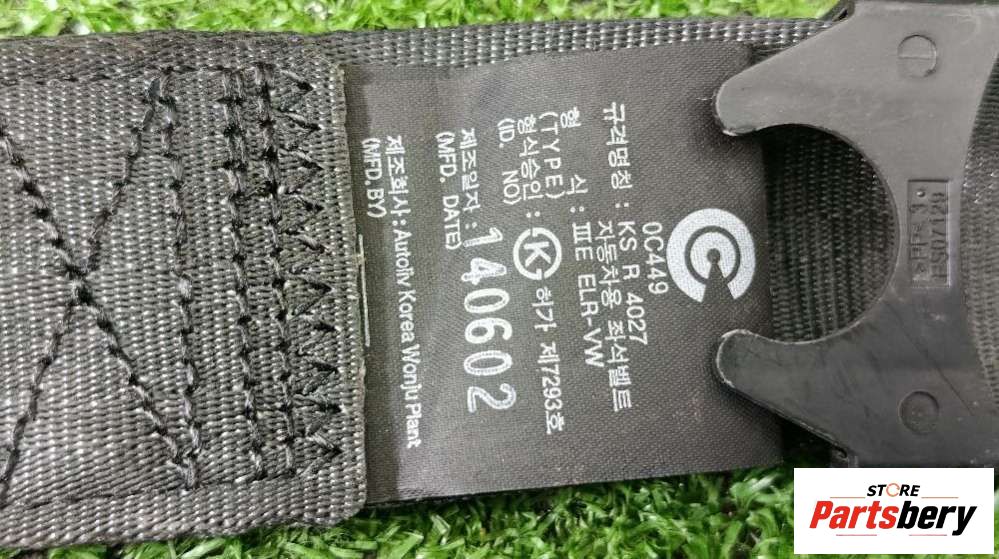 0C449
KS R 4027
규격명칭 : 자동차용 좌석벨트
형 식 : ⅢE ELR-VW
(TYPE)
형식승인 : K 허가 제7293호
(ID. NO)
제조일자 : 140602
(MFD. DATE)
제조회사 : Autoliv Korea Wonju Plant
(MFD. BY)
STORE
Partsbery